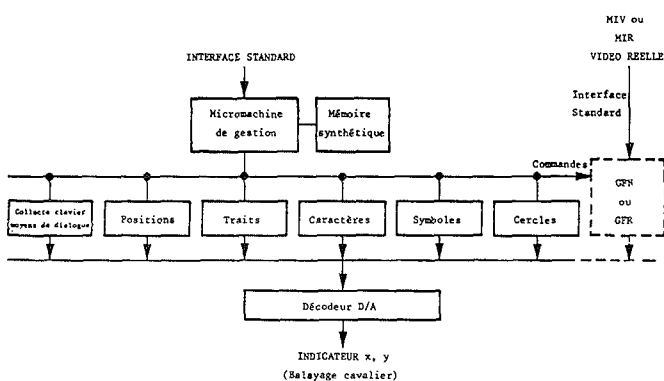 MIV ou
MIR
VIDEO REELLE
INTERFACE STANDARD
Interface
Standard
Micromachine
de gestion
Mémoire
synthétique
Commandes
Collecte clavier
moyens de dialogue
Positions
Traits
Caractères
Symboles
Cercles
GFN
ou
GFR
Décodeur D/A
INDICATEUR x, y
(Balayage cavalier)